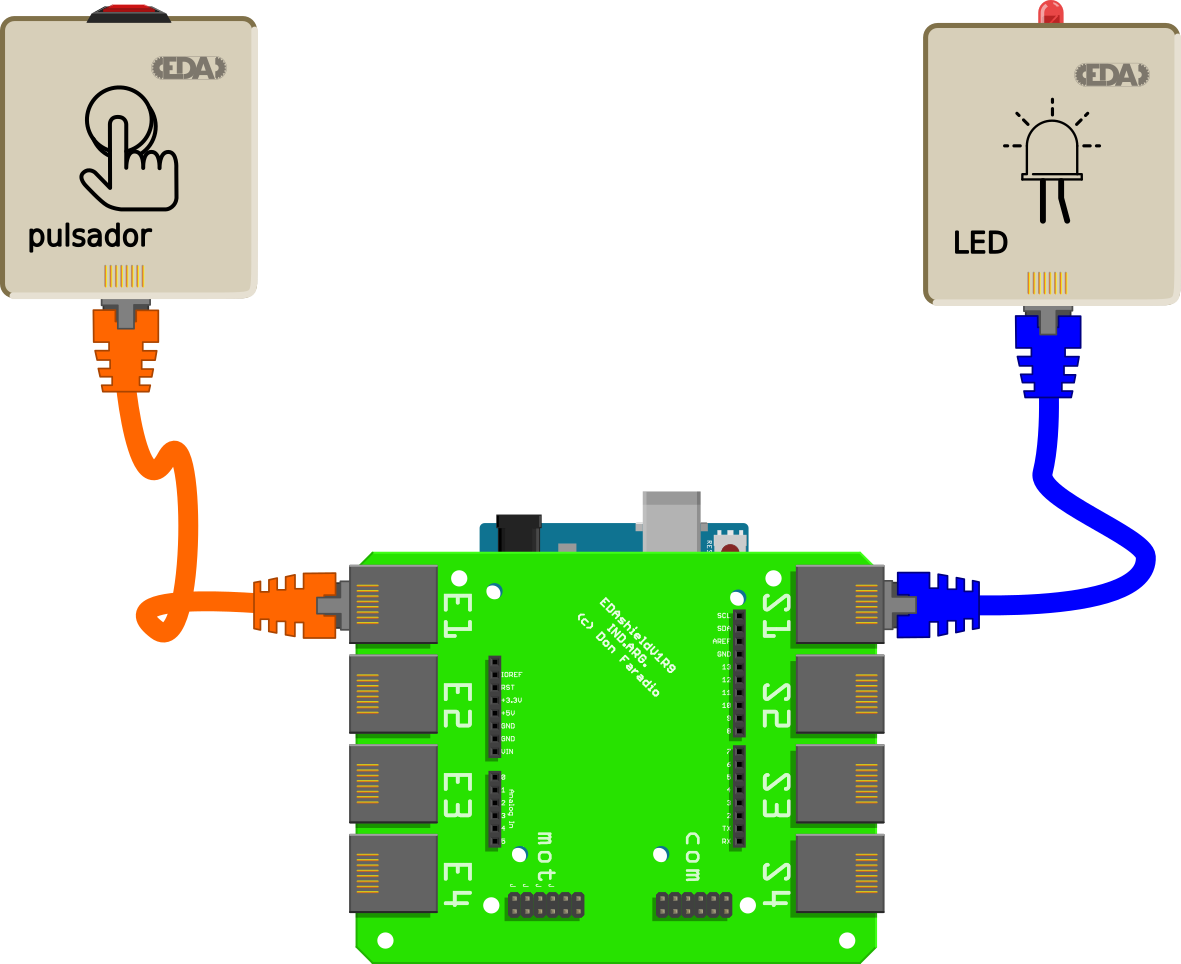 EDA
pulsador
EDA
LED
E1
E2
E3
E4
EDAshieldV1R9
IND.ARG.
(c) Don Faradio
S1
S2
S3
S4
IOREF
RST
+3.3V
+5V
GND
GND
VIN
0
1
2
3
4
5
Analog In
SCL
SDA
AREF
GND
13
12
11
10
9
8
7
6
5
4
3
2
TX
RX
mot
com